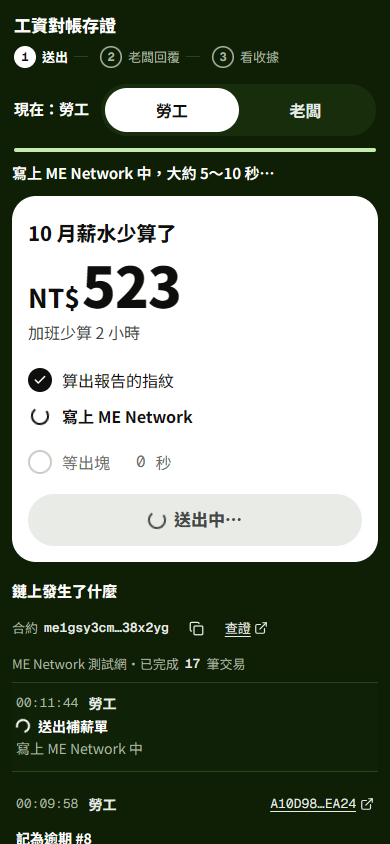 工資對帳存證
1 送出 2 老闆回覆 3 看收據
現在：勞工 勞工 老闆
寫上 ME Network 中，大約 5～10 秒⋯
10 月薪水少算了
NT$523
加班少算 2 小時
算出報告的指紋
寫上 ME Network
等出塊 0 秒
送出中⋯
鏈上發生了什麼
合約 me1gsy3cm…38x2yg 查證
ME Network 測試網・已完成 17 筆交易
00:11:44 勞工
送出補薪單
寫上 ME Network 中
00:09:58 勞工 A10D98…EA24
記為逾期 #8